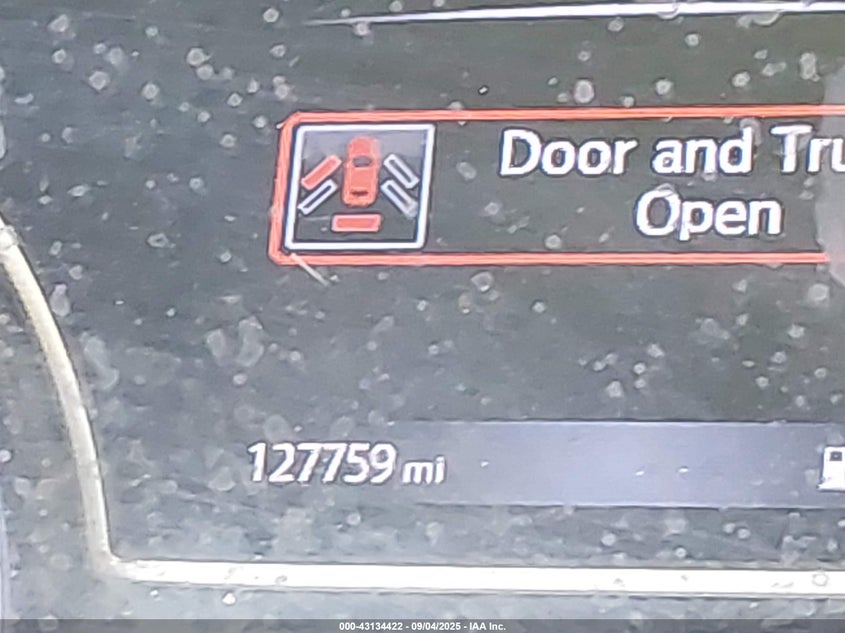 Door and Tru
Open
127759 mi
000-43134422 - 09/04/2025 - IAA Inc.